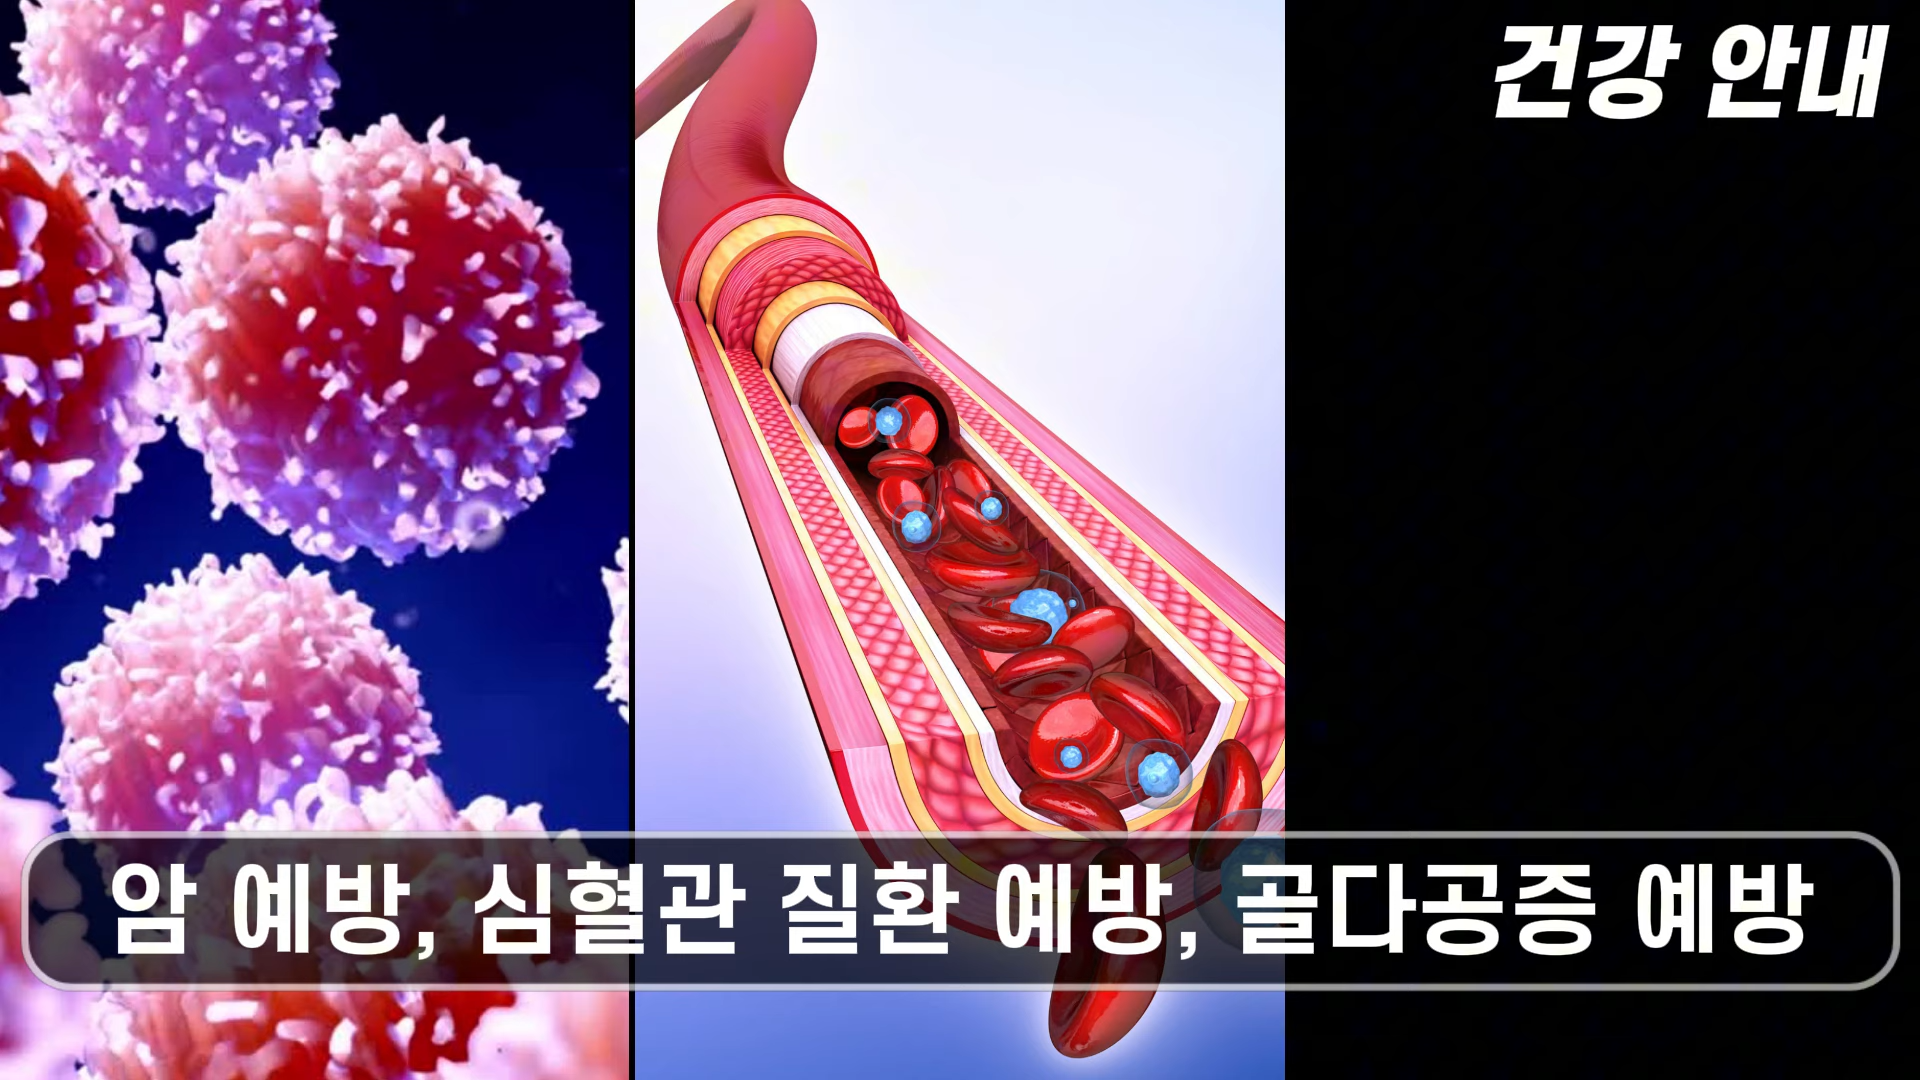 건강 안내
암 예방, 심혈관 질환 예방, 골다공증 예방